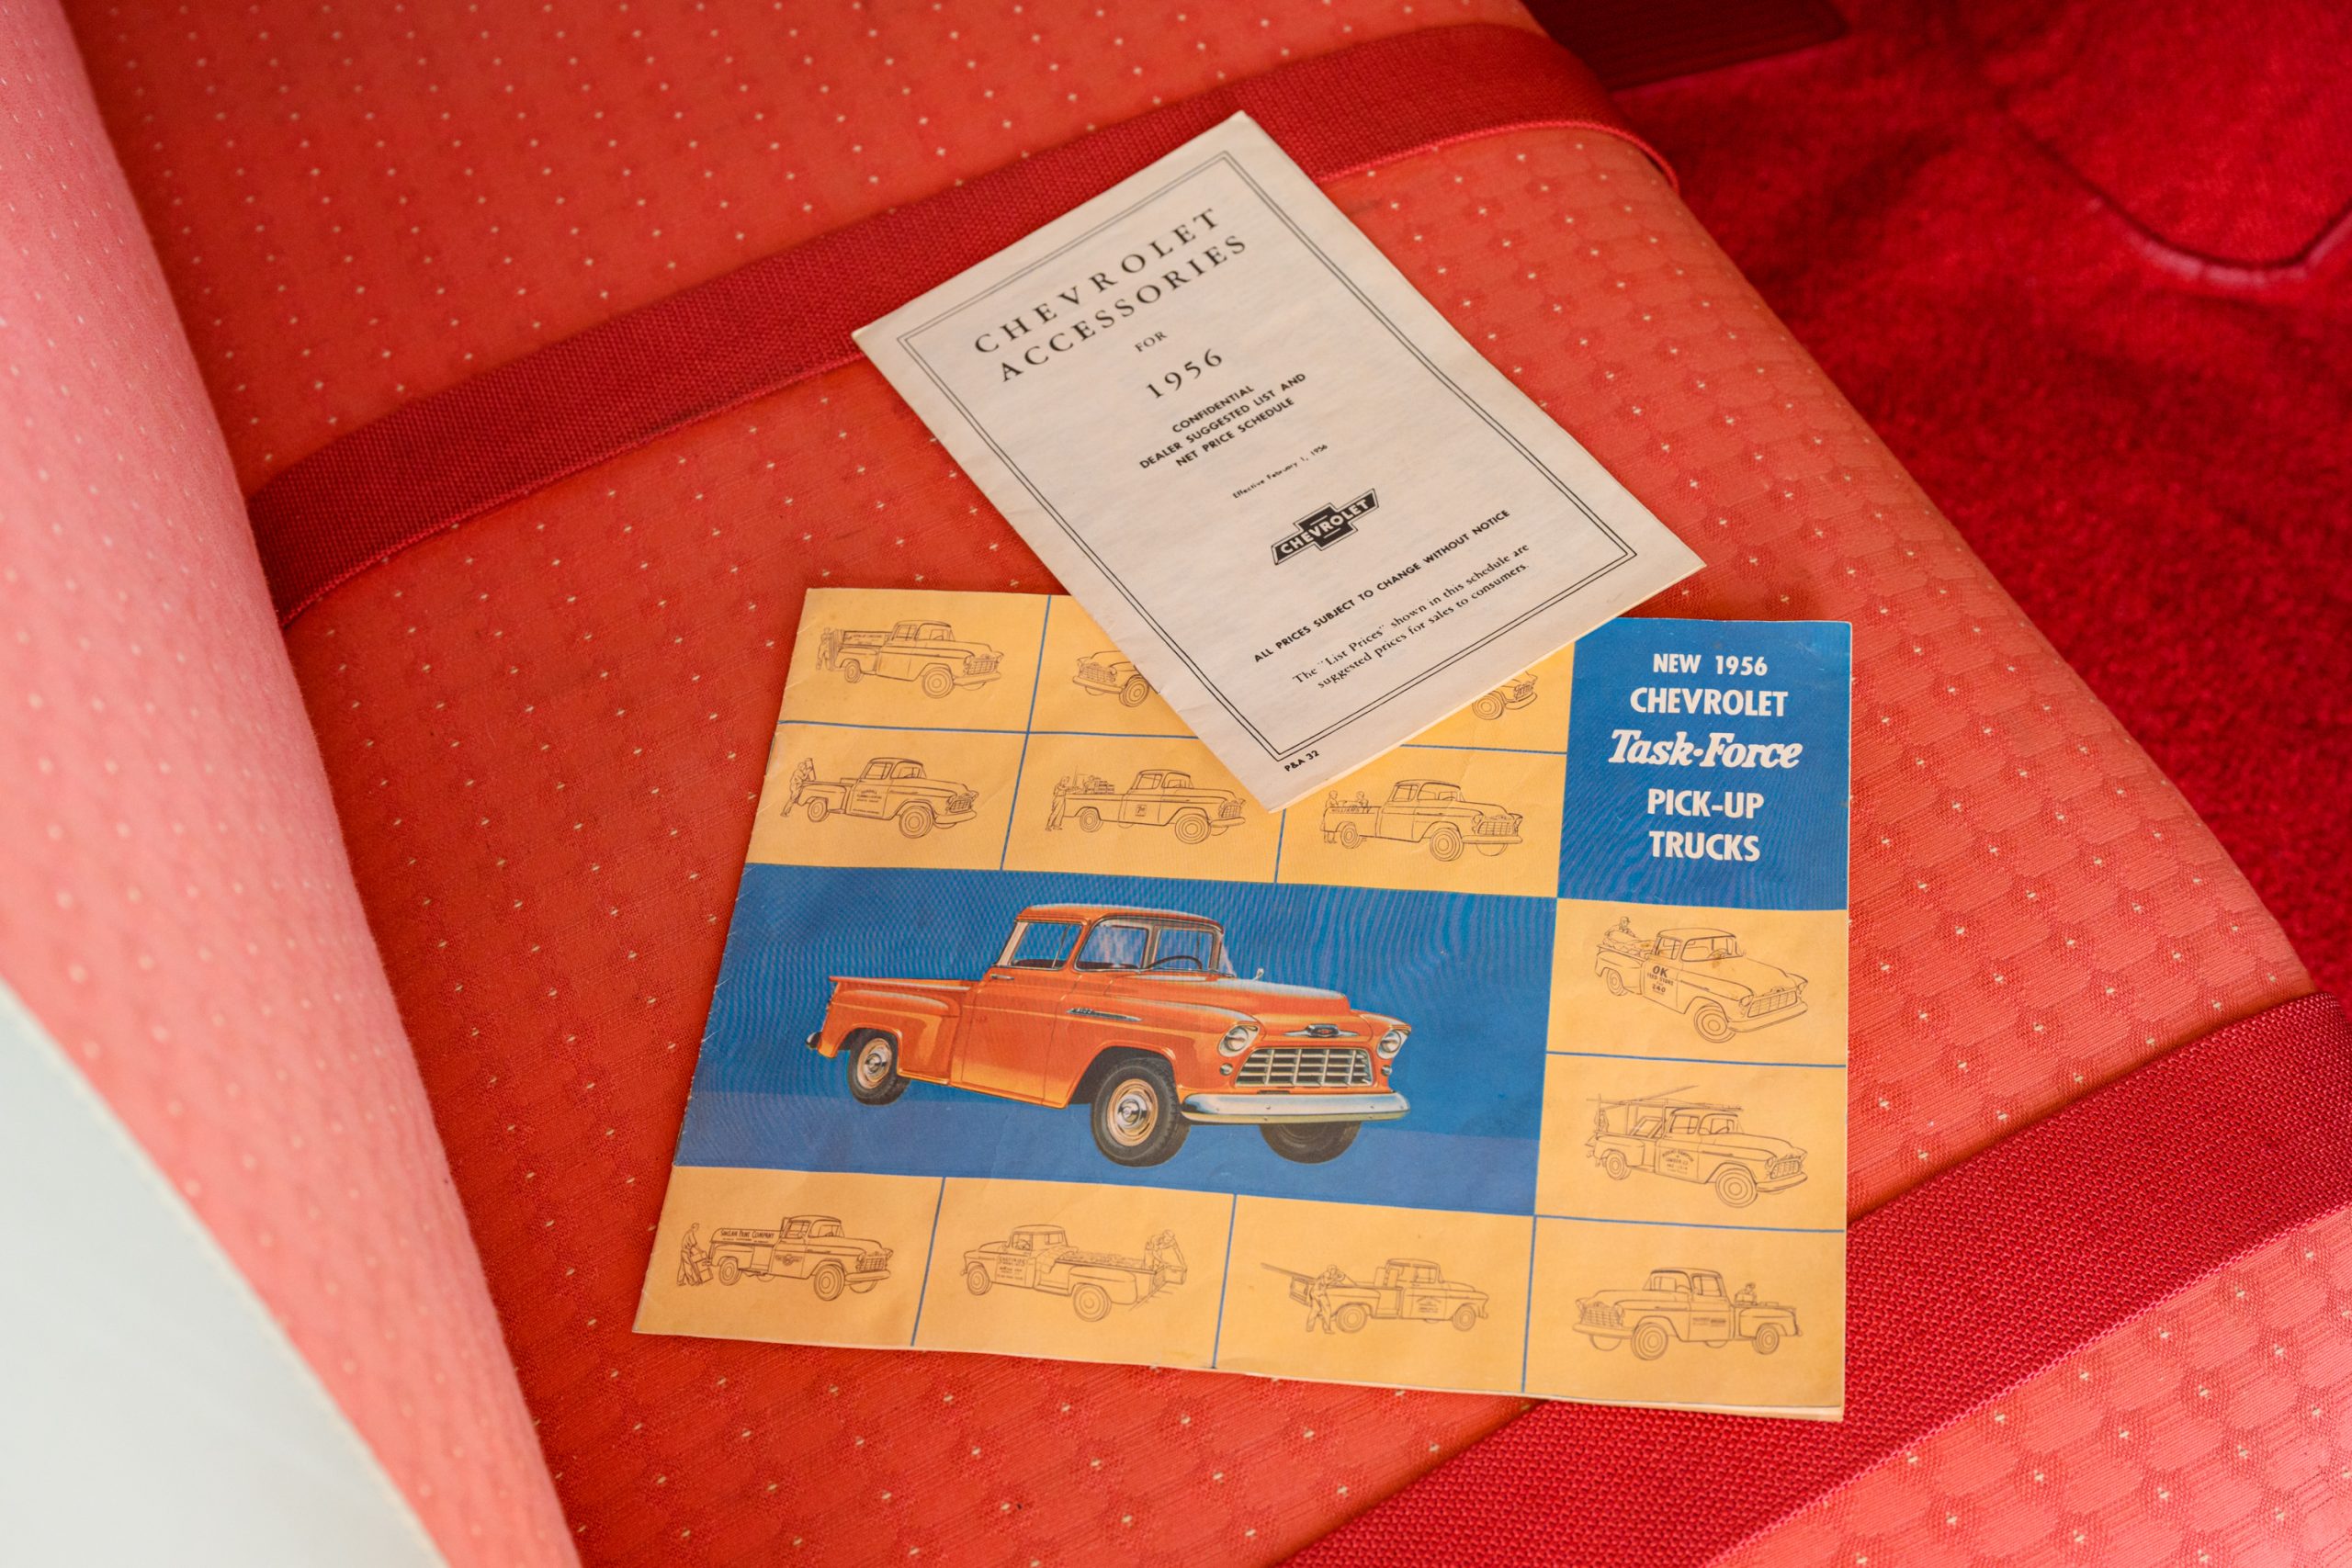 CHEVROLET
ACCESSORIES
FOR
1956
CONFIDENTIAL
DEALER SUGGESTED LIST AND
NET PRICE SCHEDULE
Effective February 1, 1956
CHEVROLET
ALL PRICES SUBJECT TO CHANGE WITHOUT NOTICE
The "List Prices" shown in this schedule are
suggested prices for sales to consumers.
P&A 32
NEW 1956
CHEVROLET
Task-Force
PICK-UP
TRUCKS
OK